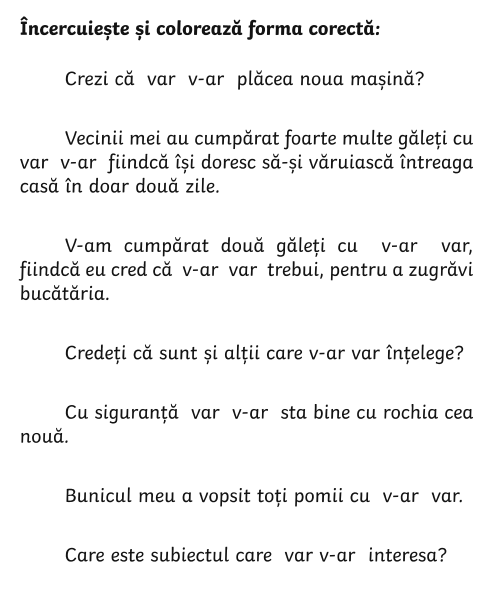 Încercuiește și colorează forma corectă:
Crezi că var v-ar plăcea noua mașină?
Vecinii mei au cumpărat foarte multe găleți cu
var v-ar fiindcă își doresc să-și văruiască întreaga
casă în doar două zile.
V-am cumpărat două găleți cu v-ar var,
fiindcă eu cred că v-ar var trebui, pentru a zugrăvi
bucătăria.
Credeți că sunt și alții care v-ar var înțelege?
Cu siguranță var v-ar sta bine cu rochia cea
nouă.
Bunicul meu a vopsit toți pomii cu v-ar var.
Care este subiectul care var v-ar interesa?